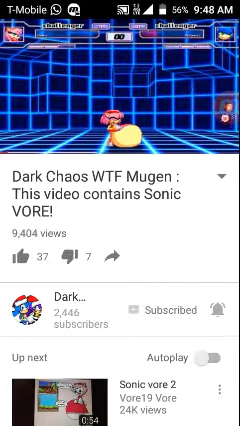 T-Mobile 56% 9:48 AM
challenger challenger
00
Dark Chaos WTF Mugen :
This video contains Sonic
VORE!
9,404 views
37 7
Dark...
2,446
subscribers
Subscribed
Up next Autoplay
Sonic vore 2
Vore19 Vore
24K views
0:54